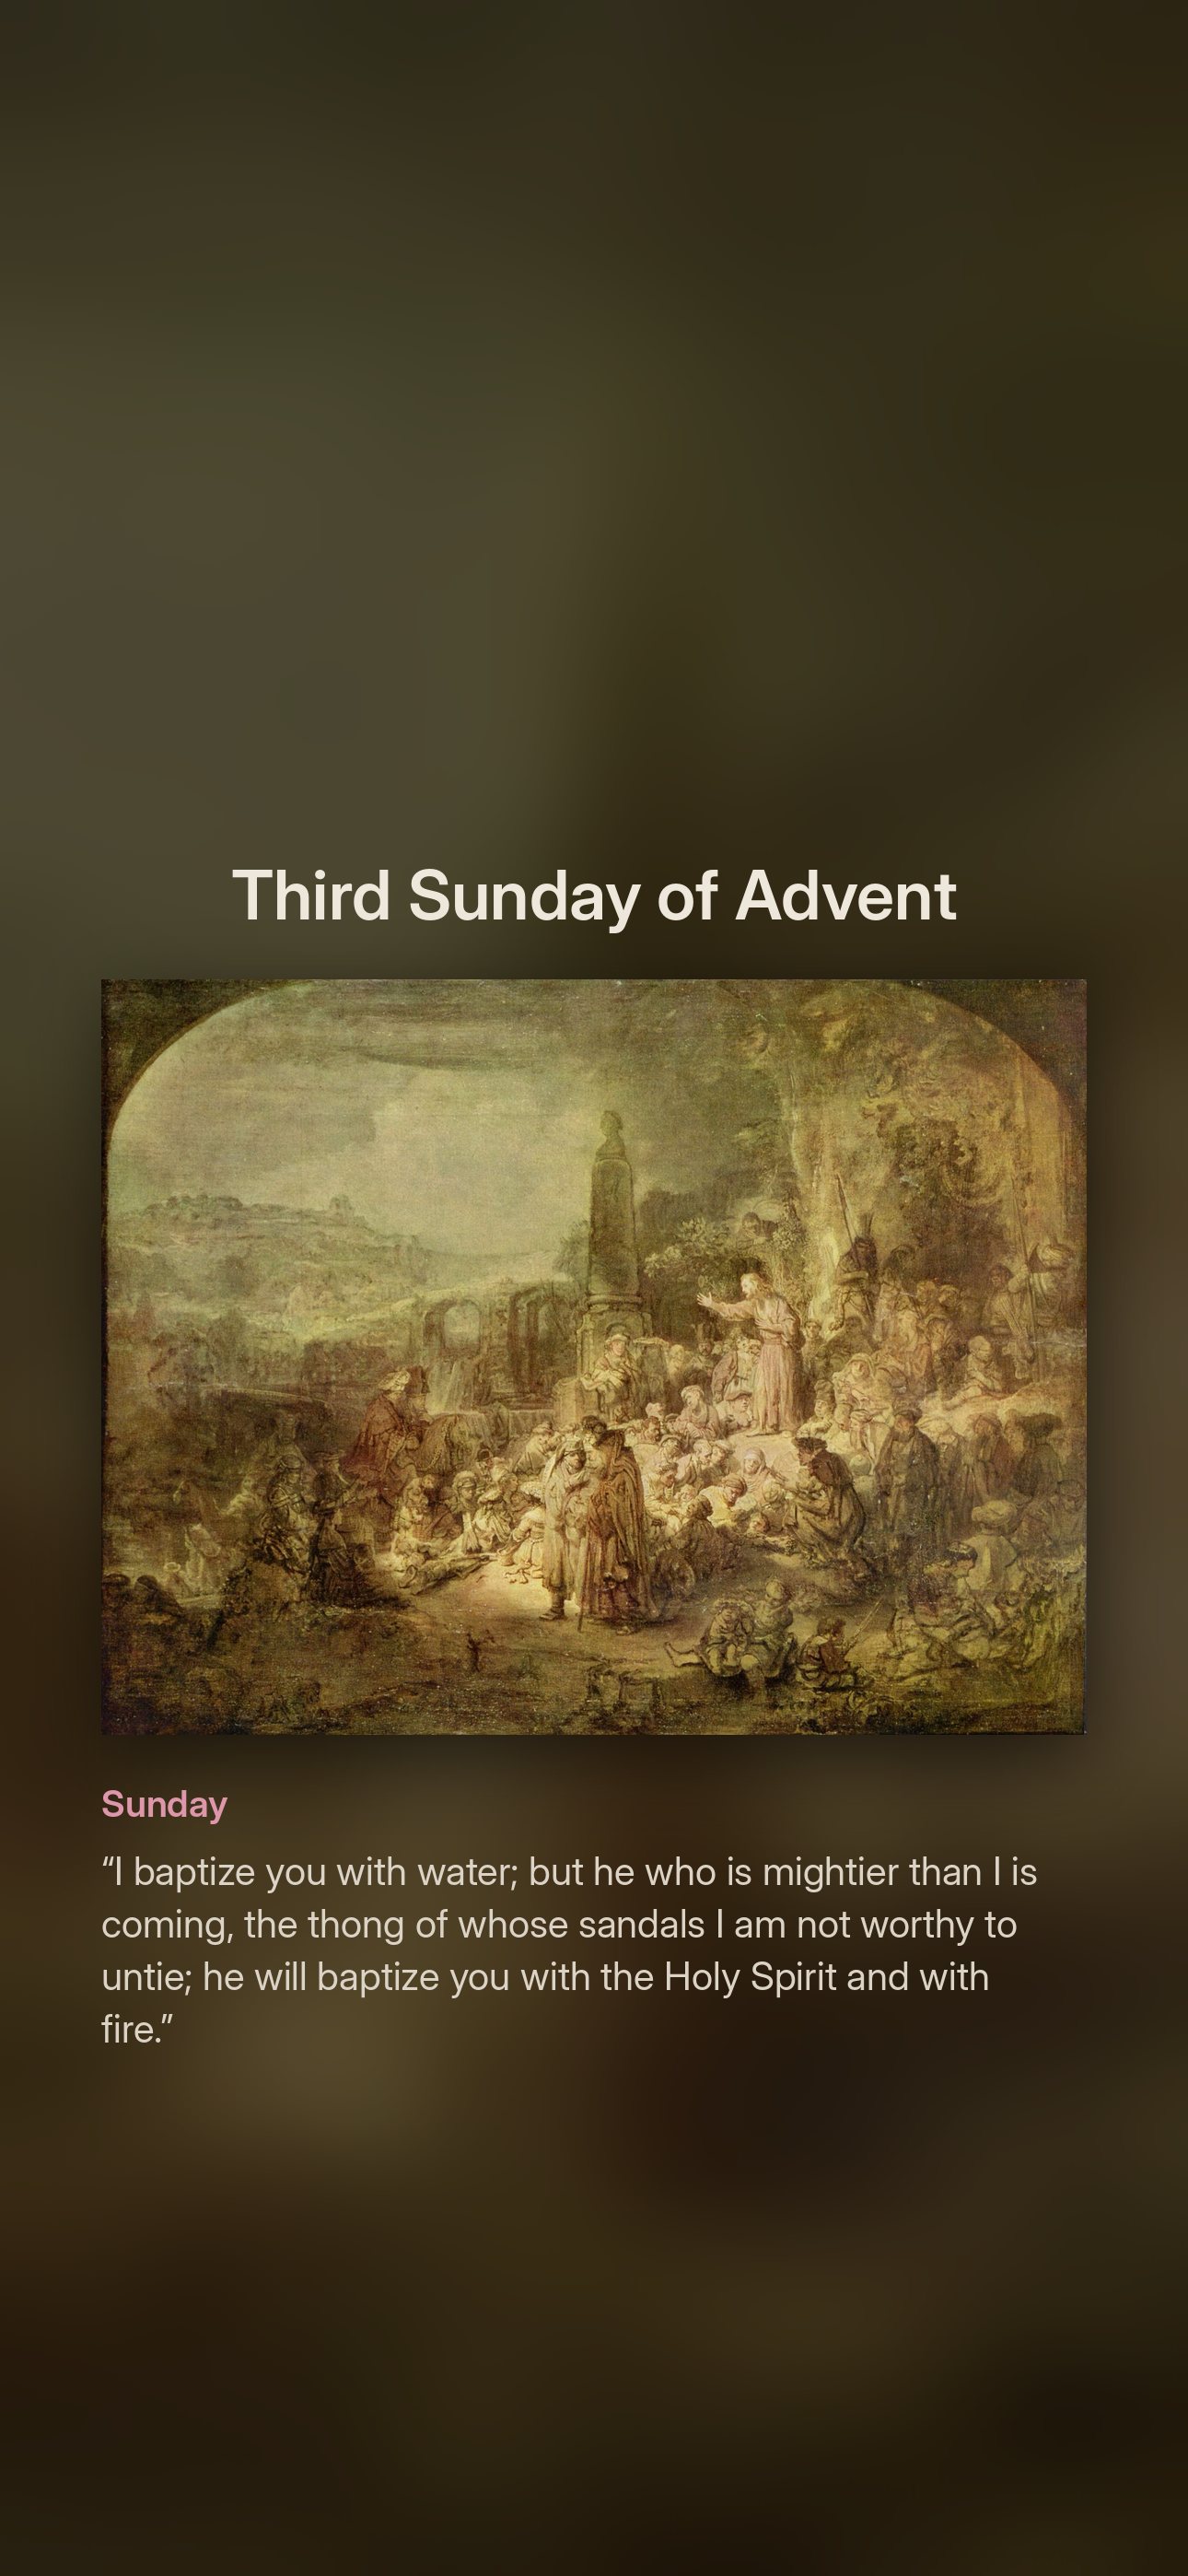 Third Sunday of Advent
Sunday
“I baptize you with water; but he who is mightier than I is
coming, the thong of whose sandals I am not worthy to
untie; he will baptize you with the Holy Spirit and with
fire.”